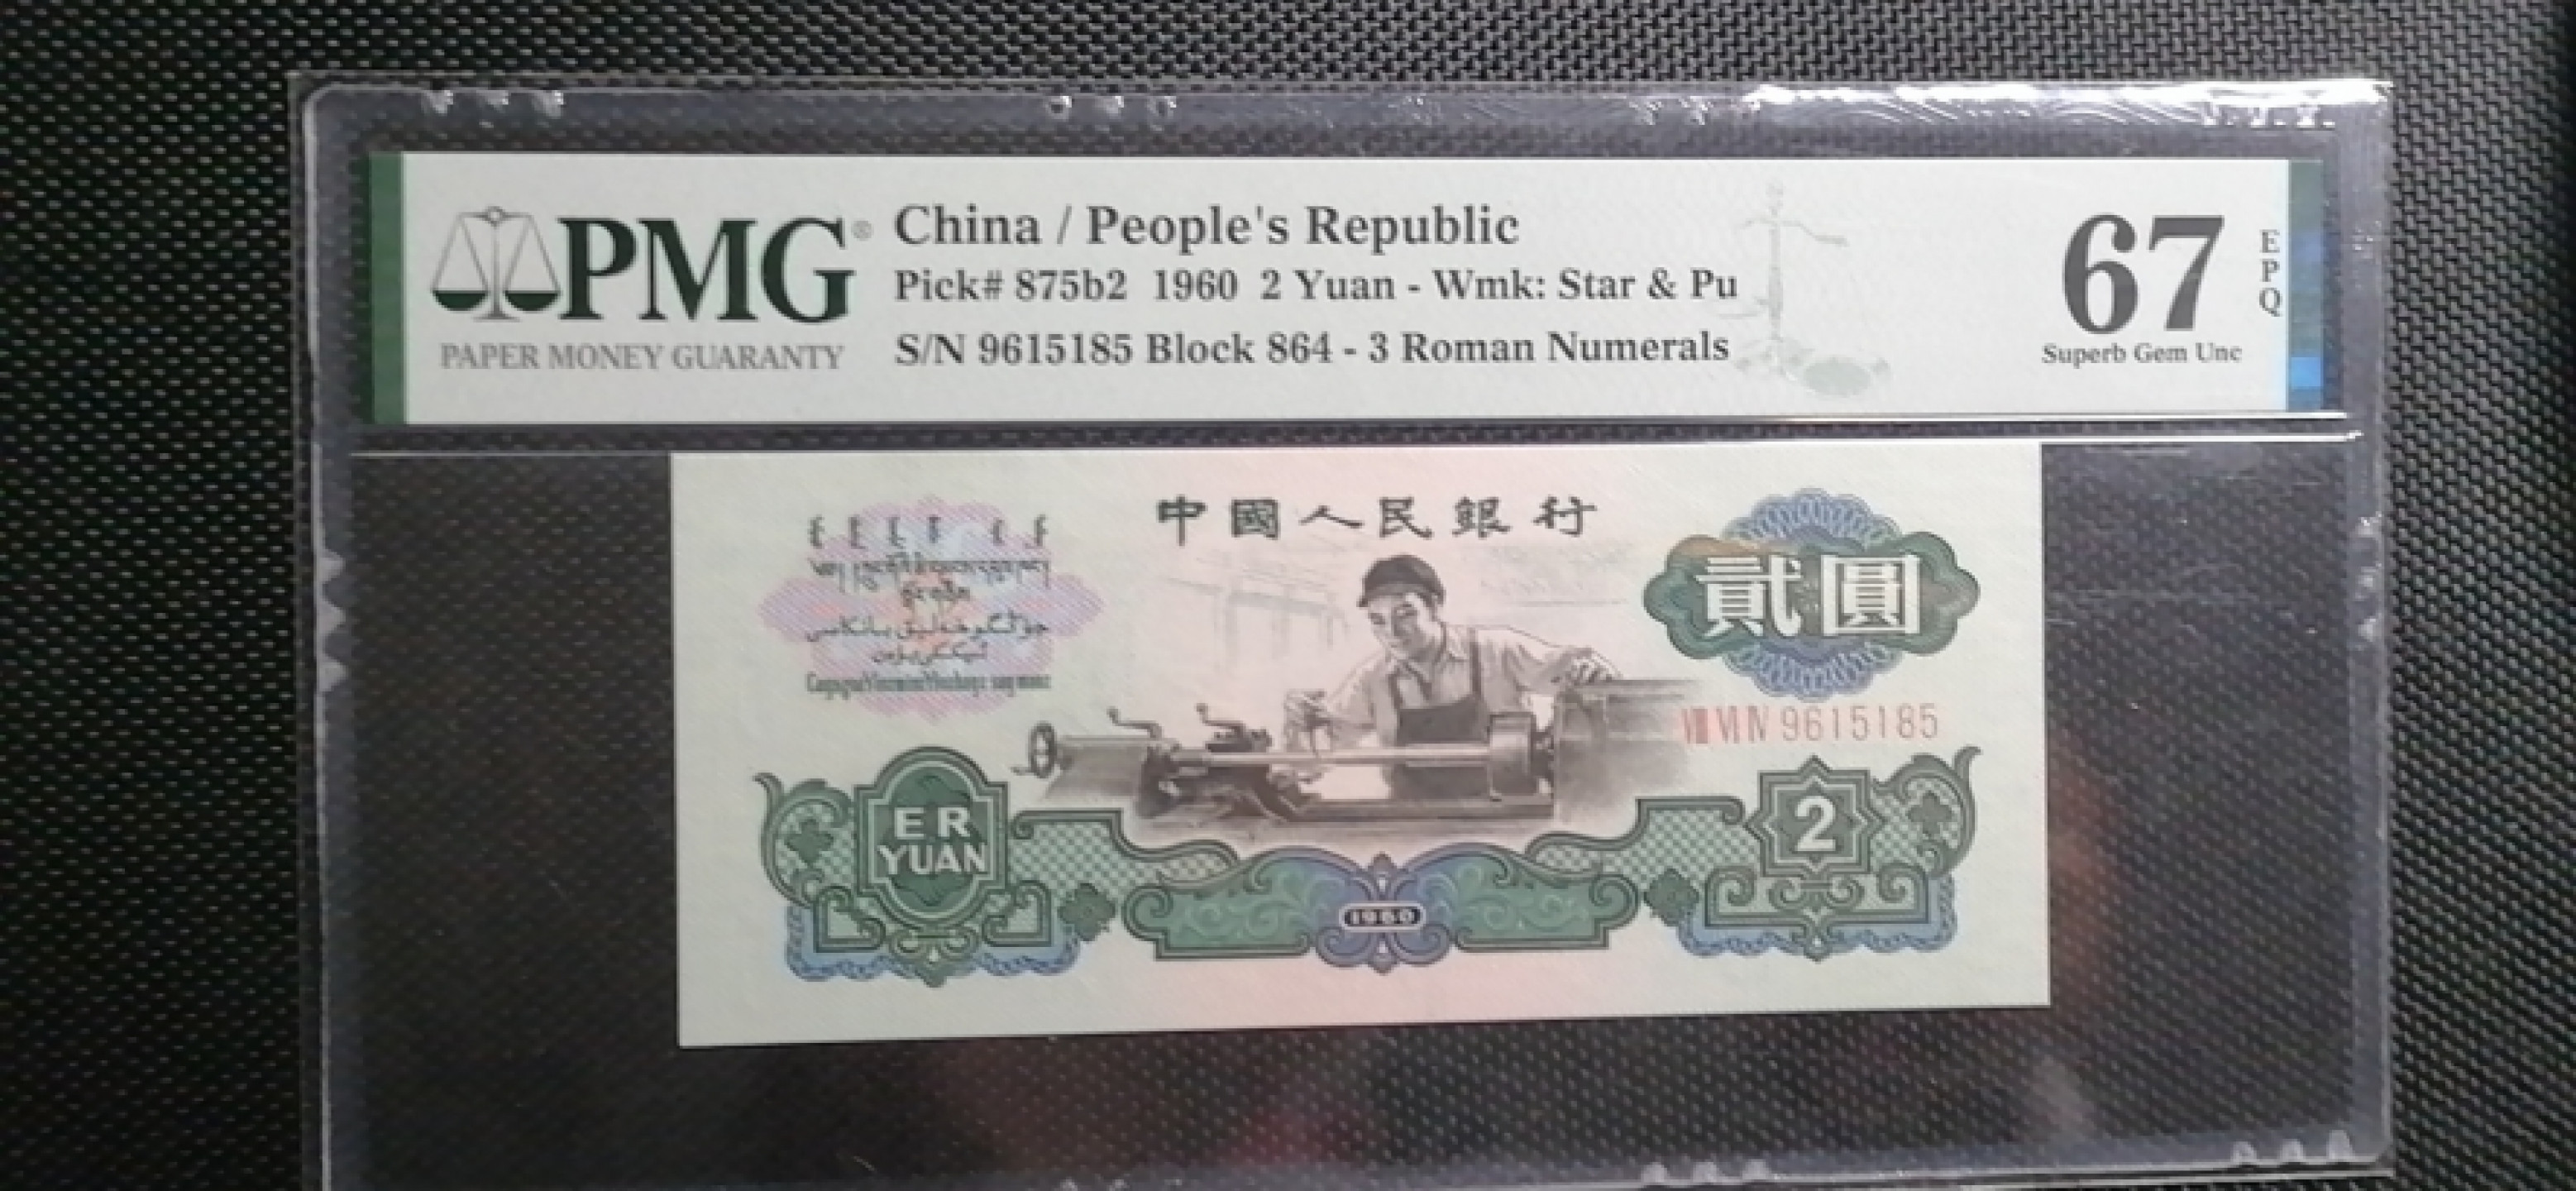 PMG®
PAPER MONEY GUARANTY
China / People's Republic
Pick# 875b2 1960 2 Yuan - Wmk: Star & Pu
S/N 9615185 Block 864 - 3 Roman Numerals
67
EPQ
Superb Gem Unc
中國人民銀行
貳圓
VIII VI IV 9615185
ER
YUAN
2
1960